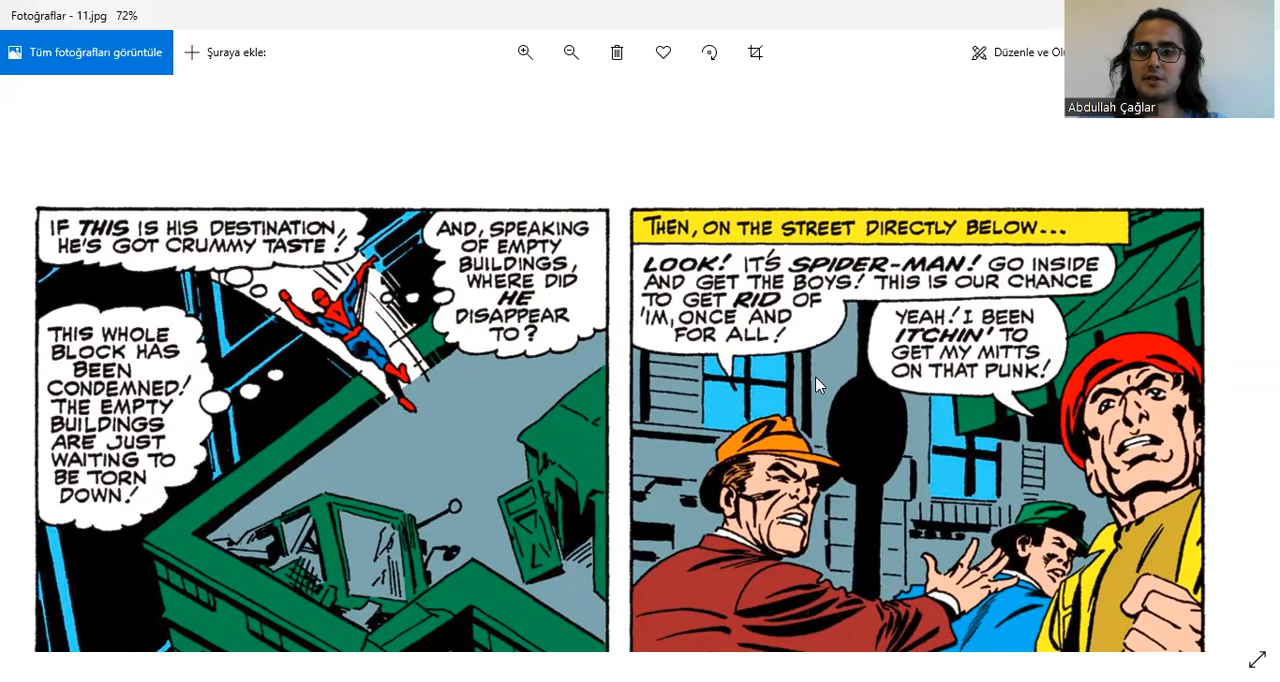 Fotoğraflar - 11.jpg 72%
Tüm fotoğrafları görüntüle
Şuraya ekle:
Düzenle ve Ol
Abdullah Çağlar
IF THIS IS HIS DESTINATION,
HE'S GOT CRUMMY TASTE!
AND, SPEAKING
OF EMPTY
BUILDINGS,
WHERE DID
HE
DISAPPEAR
TO?
THIS WHOLE
BLOCK HAS
BEEN
CONDEMNED!
THE EMPTY
BUILDINGS
ARE JUST
WAITING TO
BE TORN
DOWN!
THEN, ON THE STREET DIRECTLY BELOW...
LOOK! IT'S SPIDER-MAN! GO INSIDE
AND GET THE BOYS! THIS IS OUR CHANCE
TO GET RID OF
'IM, ONCE AND
FOR ALL!
YEAH! I BEEN
ITCHIN' TO
GET MY MITTS
ON THAT PUNK!